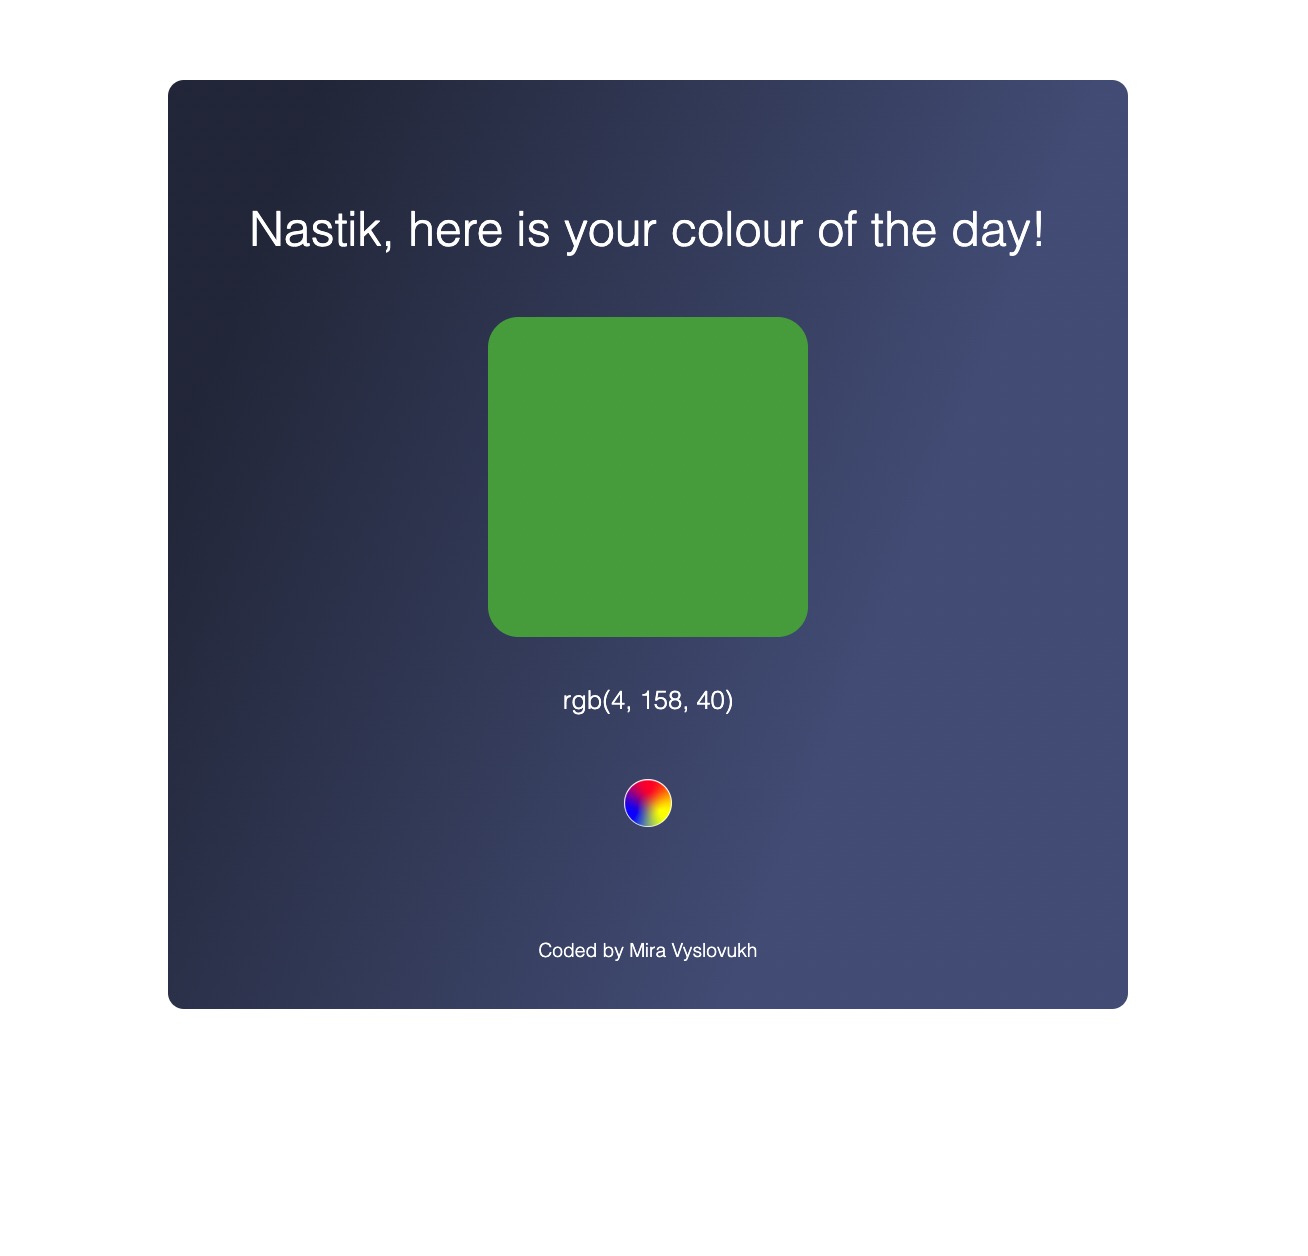 Nastik, here is your colour of the day!
rgb(4, 158, 40)
Coded by Mira Vyslovukh